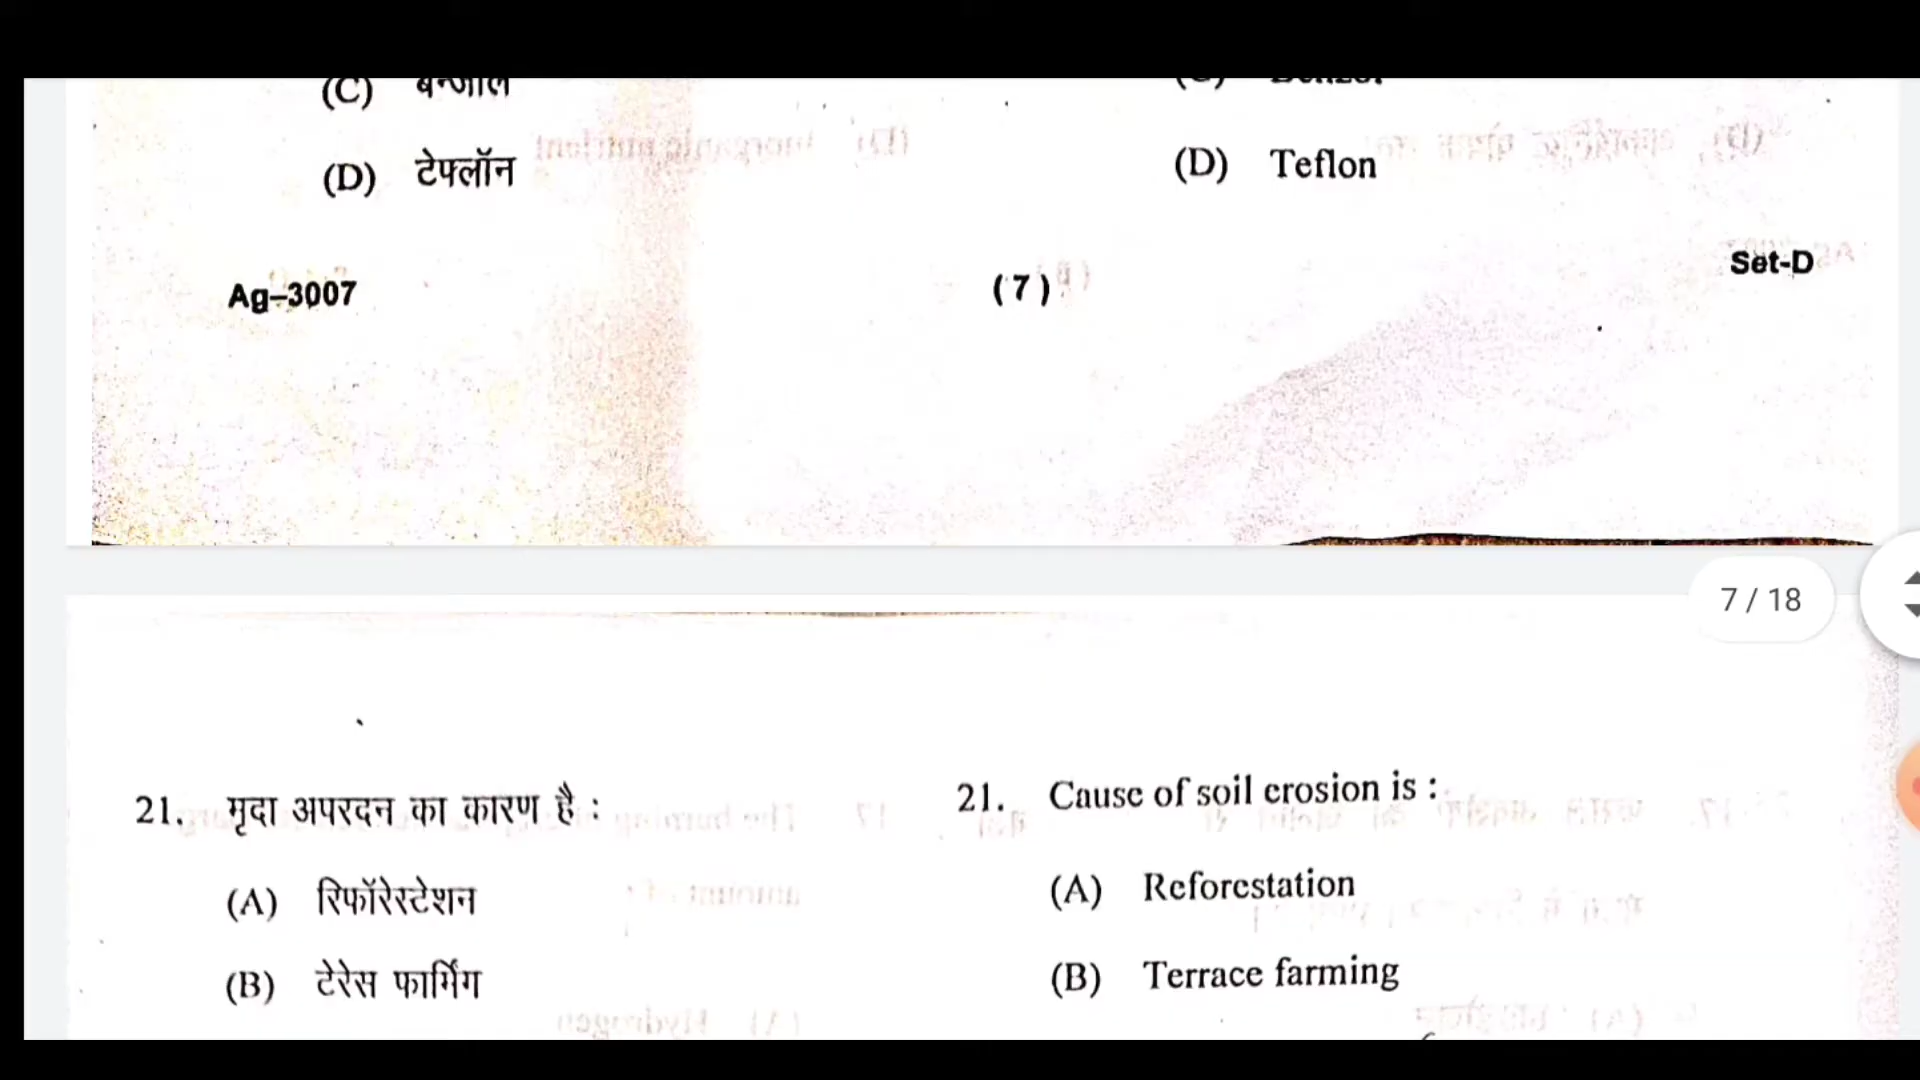 (C) बेन्जोल
(D) टेफ्लॉन
(D) Teflon
Ag–3007
(7)
Set-D
7 / 18
21. मृदा अपरदन का कारण है :
(A) रिफॉरेस्टेशन
(B) टेरेस फार्मिंग
21. Cause of soil erosion is :
(A) Reforestation
(B) Terrace farming